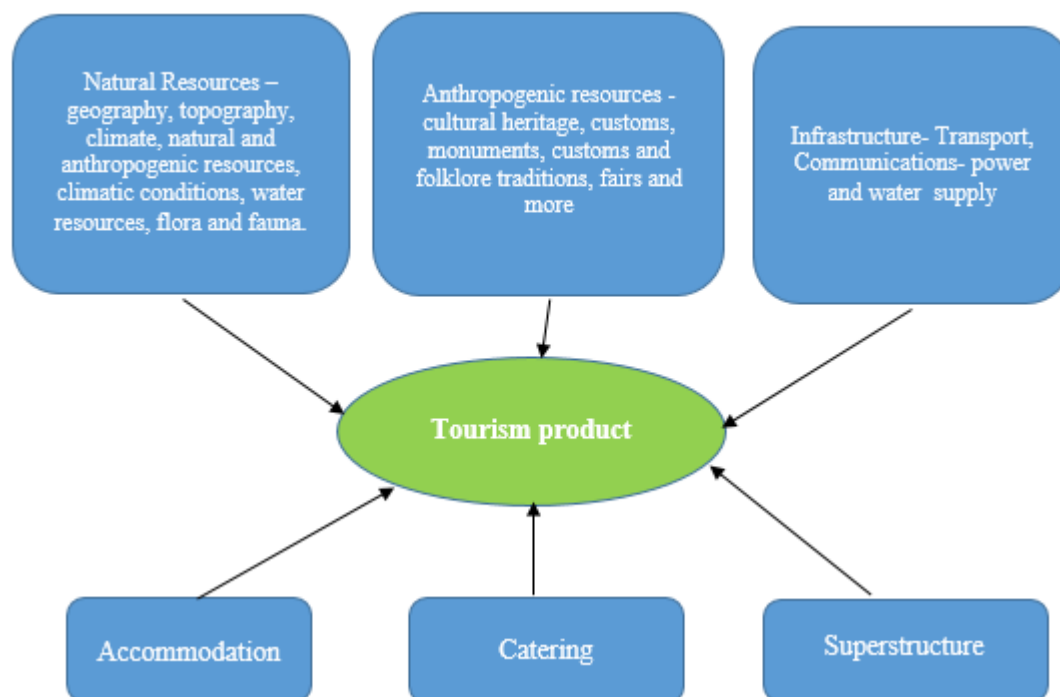 Natural Resources –
geography, topography,
climate, natural and
anthropogenic resources,
climatic conditions, water
resources, flora and fauna.
Anthropogenic resources -
cultural heritage, customs,
monuments, customs and
folklore traditions, fairs and
more
Infrastructure- Transport,
Communications- power
and water supply
Tourism product
Accommodation
Catering
Superstructure